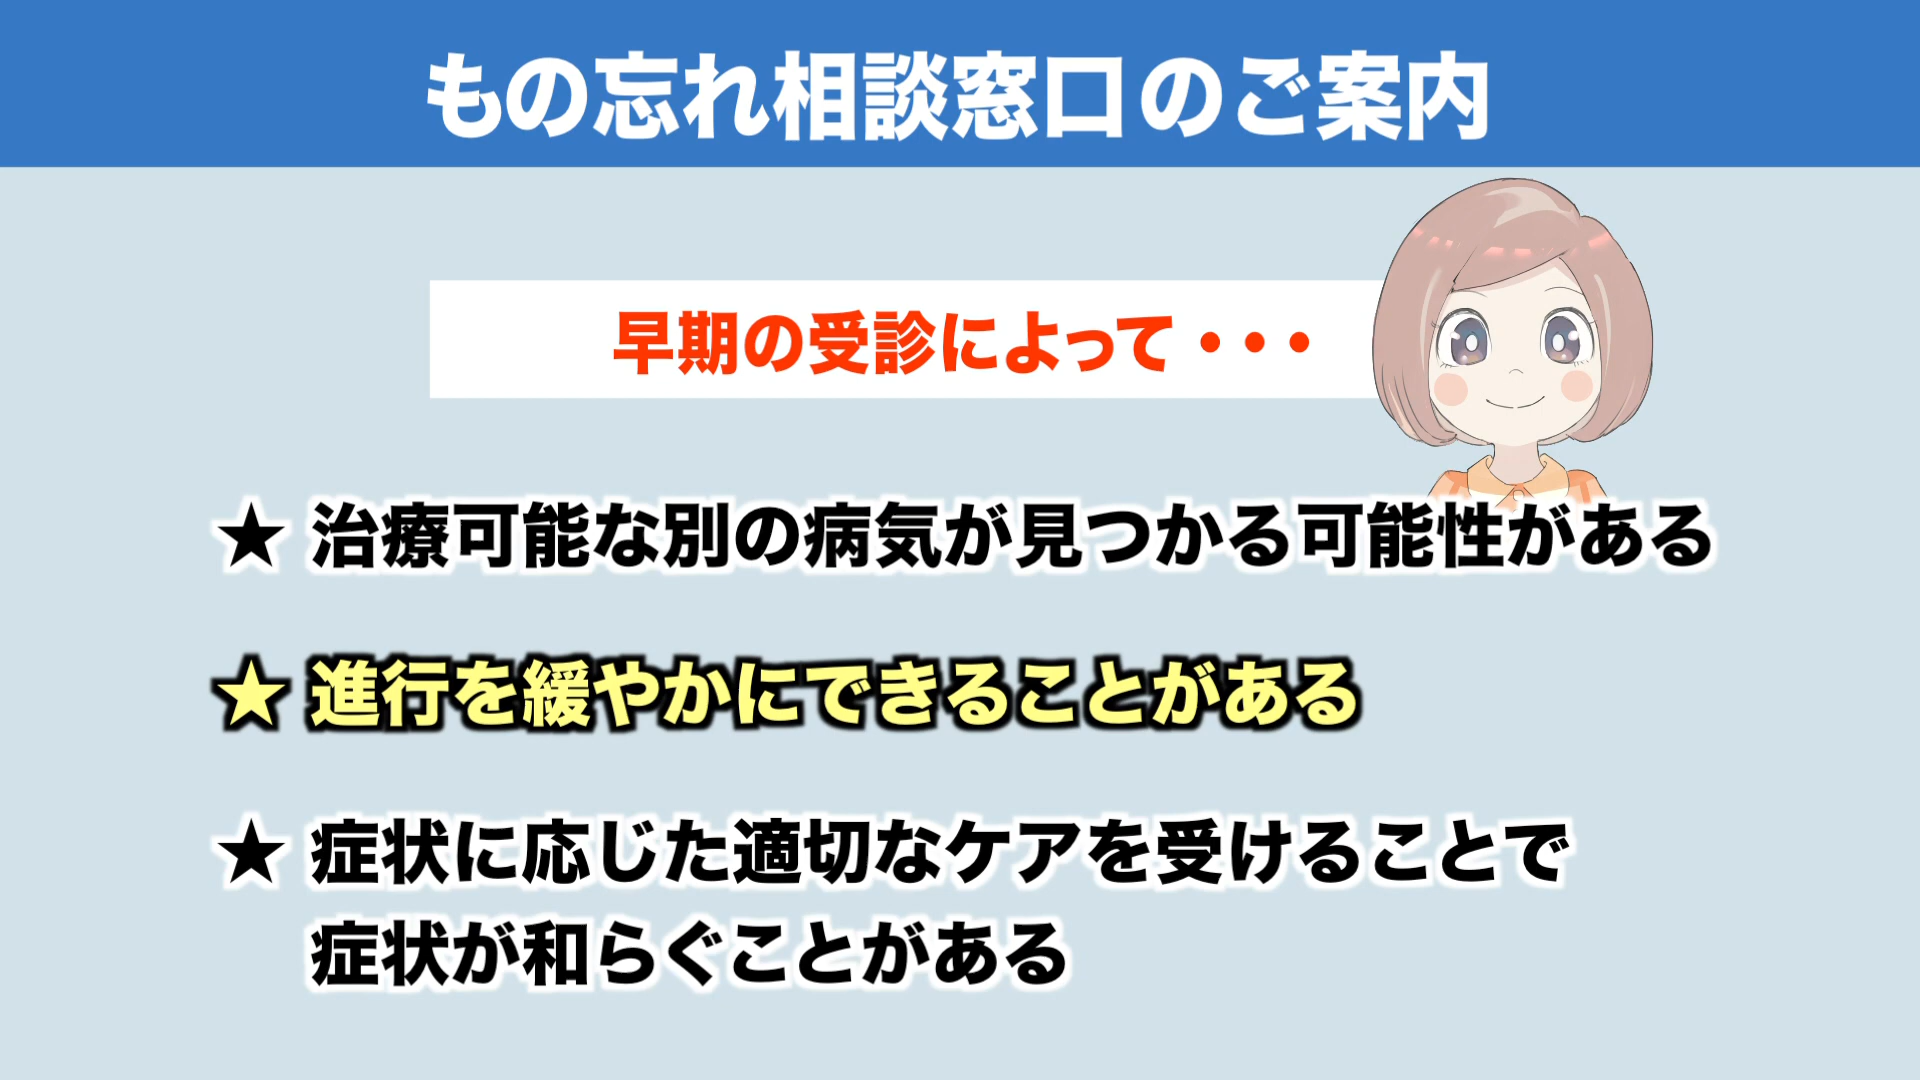 もの忘れ相談窓口のご案内
早期の受診によって・・・
★ 治療可能な別の病気が見つかる可能性がある
★ 進行を緩やかにできることがある
★ 症状に応じた適切なケアを受けることで
症状が和らぐことがある